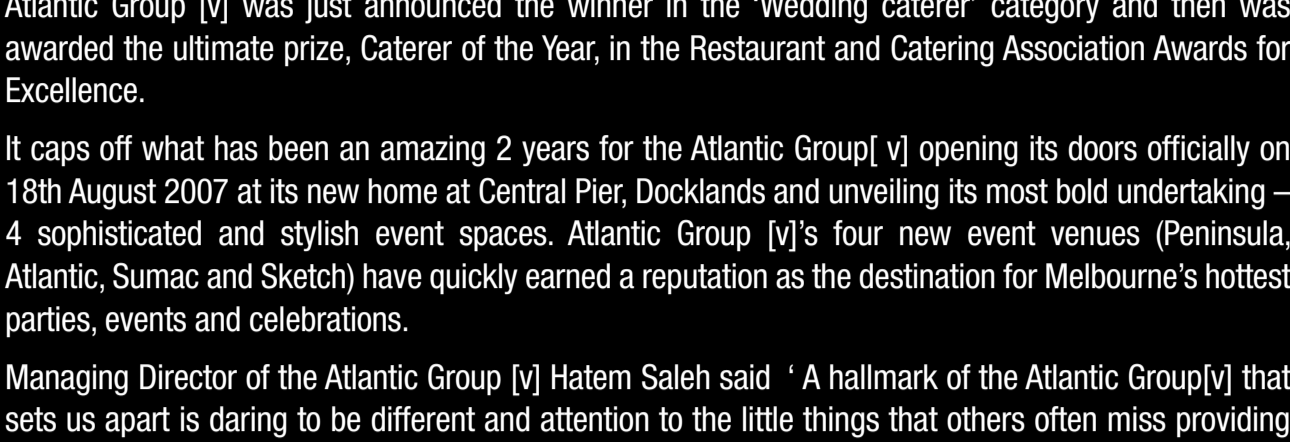 Atlantic Group [v] was just announced the winner in the ‘Wedding caterer’ category and then was
awarded the ultimate prize, Caterer of the Year, in the Restaurant and Catering Association Awards for
Excellence.
It caps off what has been an amazing 2 years for the Atlantic Group[ v] opening its doors officially on
18th August 2007 at its new home at Central Pier, Docklands and unveiling its most bold undertaking –
4 sophisticated and stylish event spaces. Atlantic Group [v]’s four new event venues (Peninsula,
Atlantic, Sumac and Sketch) have quickly earned a reputation as the destination for Melbourne’s hottest
parties, events and celebrations.
Managing Director of the Atlantic Group [v] Hatem Saleh said ‘ A hallmark of the Atlantic Group[v] that
sets us apart is daring to be different and attention to the little things that others often miss providing